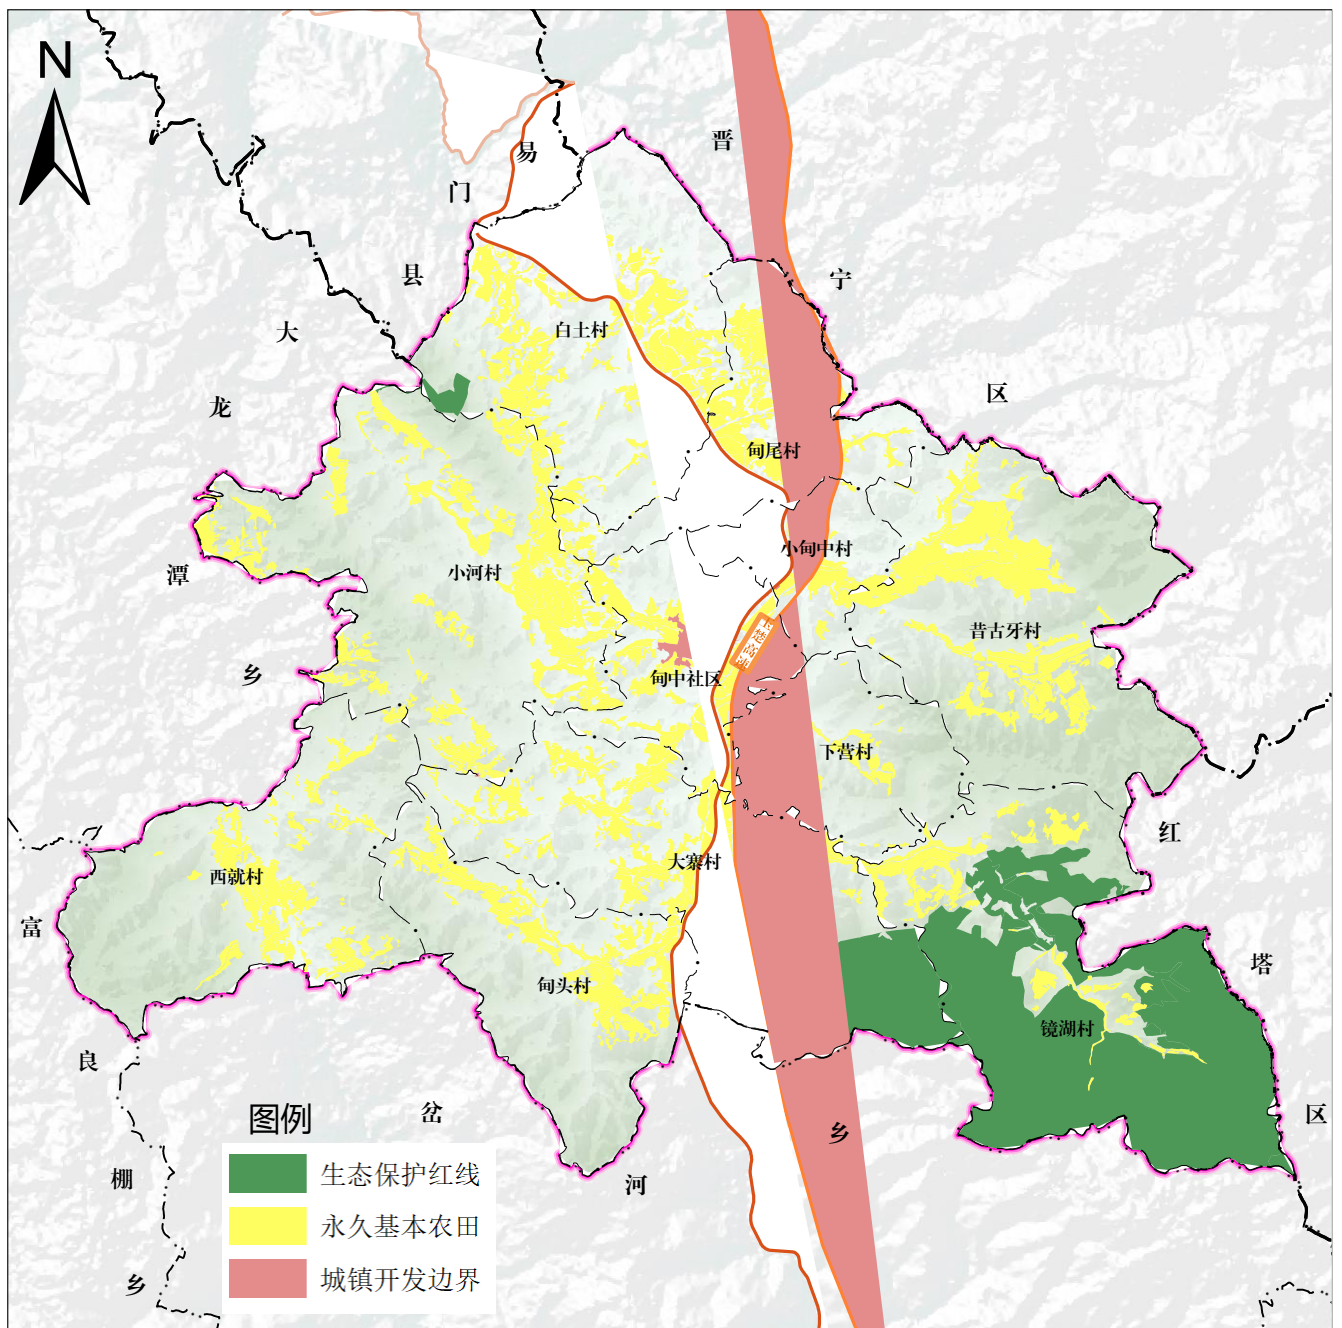 N
晋
易
门
宁
县
大
白土村
区
龙
甸尾村
小甸中村
潭
小河村
玉楚高速
昔古牙村
乡
甸中社区
下营村
红
大寨村
西就村
富
塔
甸头村
镜湖村
良
岔
乡
区
图例
生态保护红线
棚
河
永久基本农田
乡
城镇开发边界